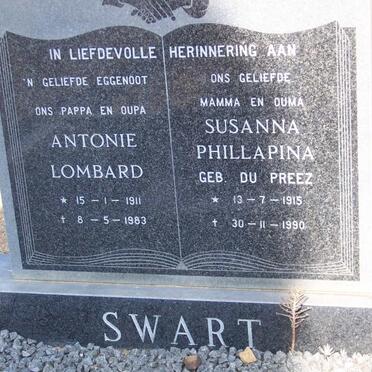 IN LIEFDEVOLLE HERINNERING AAN
'N GELIEFDE EGGENOOT
ONS PAPPA EN OUPA
ANTONIE
LOMBARD
* 15 – 1 – 1911
† 8 – 5 – 1983
ONS GELIEFDE
MAMMA EN OUMA
SUSANNA
PHILLAPINA
GEB. DU PREEZ
* 13 – 7 – 1915
† 30 – 11 – 1990
SWART